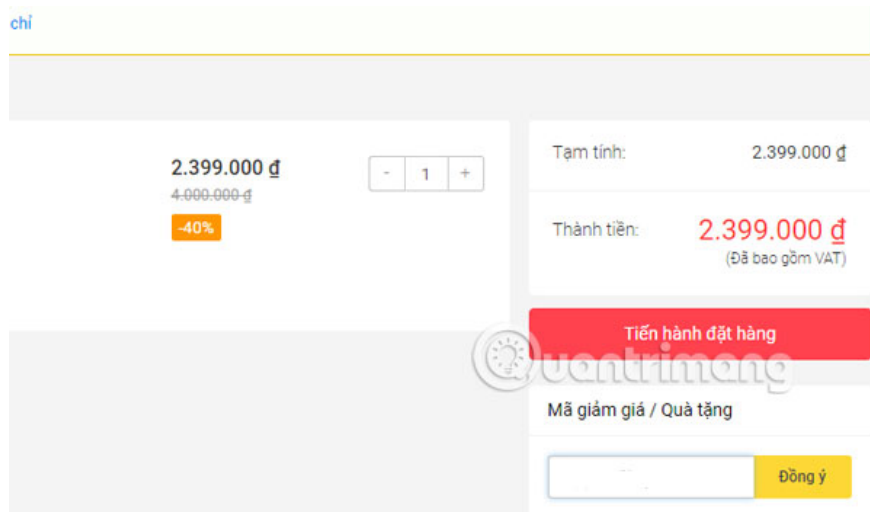 chỉ
2.399.000 ₫
4.000.000 ₫
-40%
- 1 +
Tạm tính: 2.399.000 ₫
Thành tiền: 2.399.000 ₫
(Đã bao gồm VAT)
Tiến hành đặt hàng
Quantrimang
Mã giảm giá / Quà tặng
Đồng ý